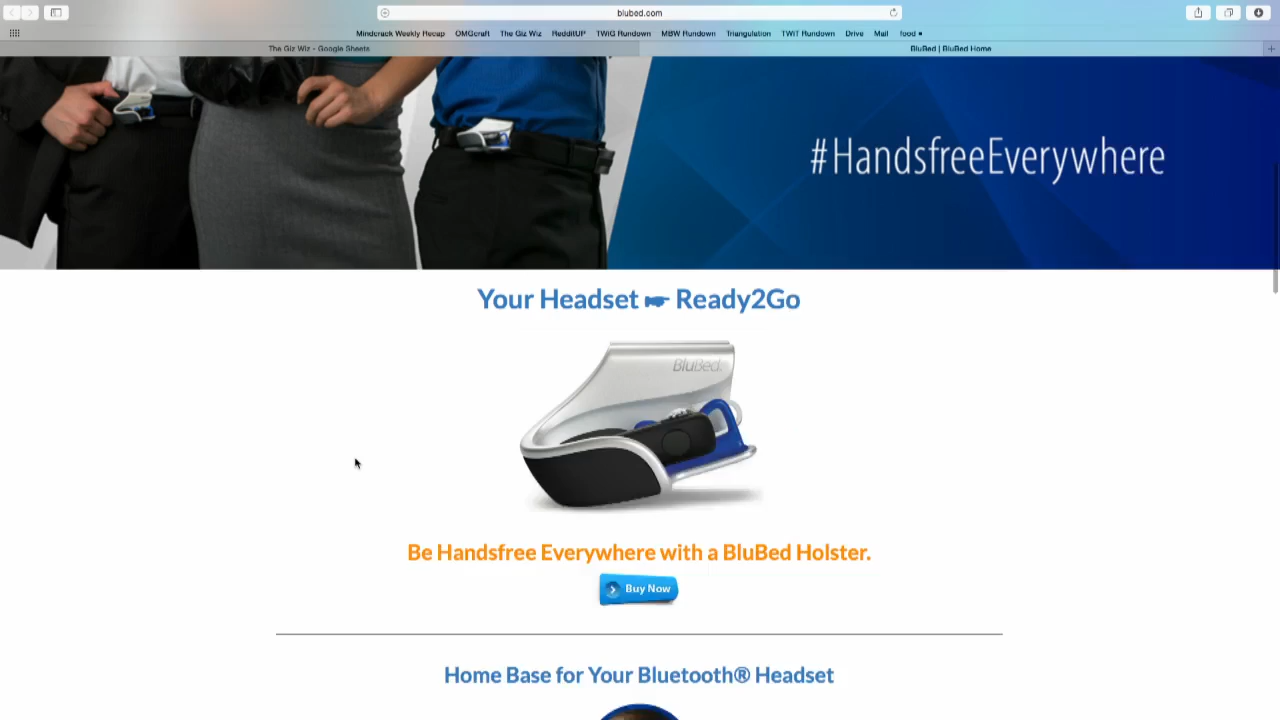 blubed.com
Mindcrack Weekly Recap OMGcraft The Giz Wiz RedditUP TWiG Rundown MBW Rundown Triangulation TWiT Rundown Drive Mail food
The Giz Wiz - Google Sheets BluBed | BluBed Home
#HandsfreeEverywhere
Your Headset Ready2Go
BluBed.
Be Handsfree Everywhere with a BluBed Holster.
Buy Now
Home Base for Your Bluetooth® Headset